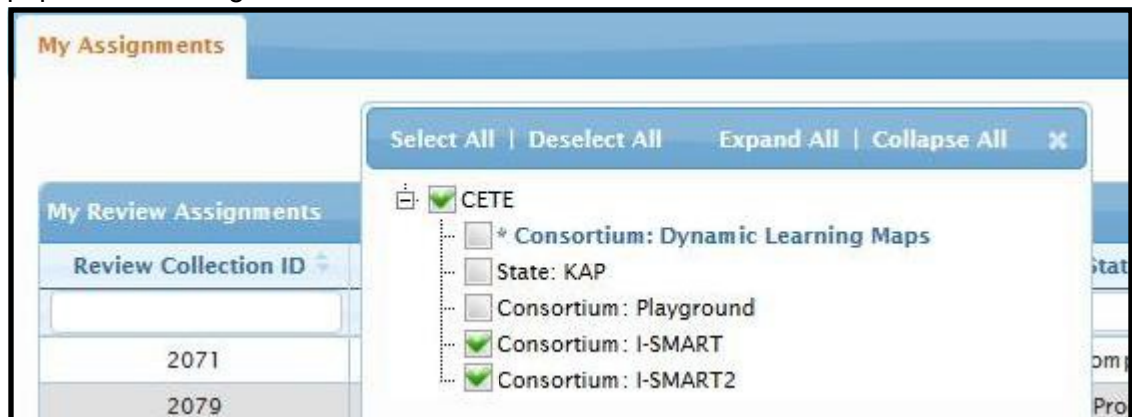 My Assignments
Select All | Deselect All Expand All | Collapse All
CETE
My Review Assignments
* Consortium: Dynamic Learning Maps
Review Collection ID
State: KAP
Consortium: Playground
Consortium: I-SMART
2071
Consortium: I-SMART2
2079